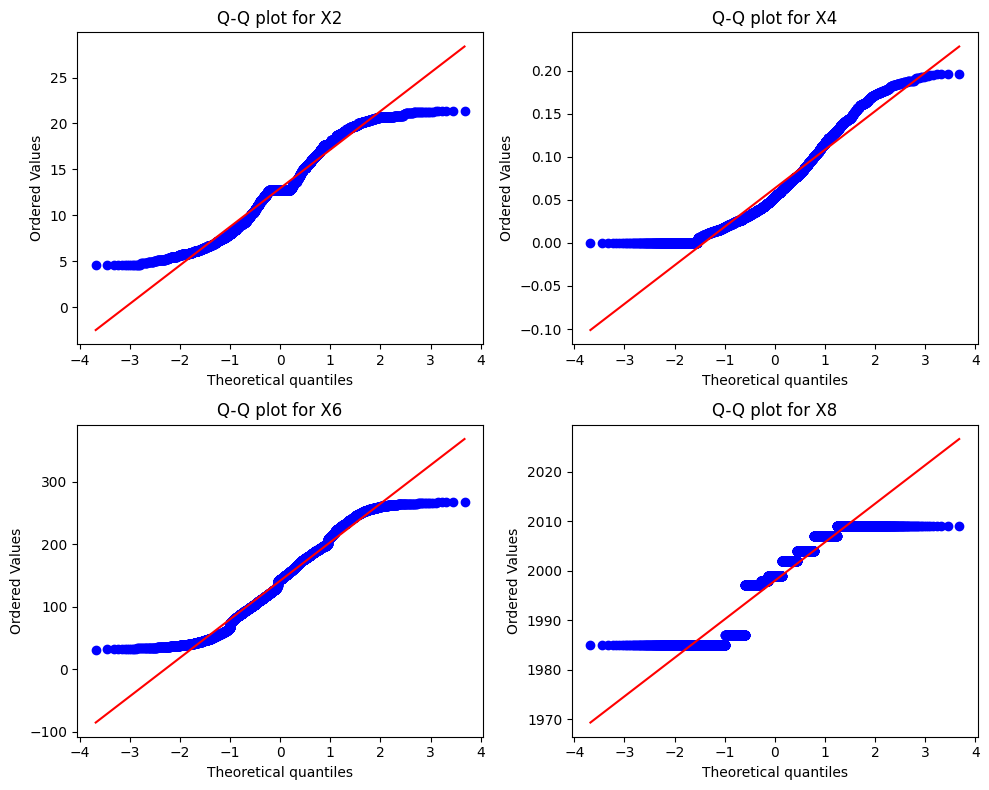 Q-Q plot for X2
25
20
15
10
5
0
Ordered Values
−4 −3 −2 −1 0 1 2 3 4
Theoretical quantiles
Q-Q plot for X4
0.20
0.15
0.10
0.05
0.00
−0.05
−0.10
Ordered Values
−4 −3 −2 −1 0 1 2 3 4
Theoretical quantiles
Q-Q plot for X6
300
200
100
0
−100
Ordered Values
−4 −3 −2 −1 0 1 2 3 4
Theoretical quantiles
Q-Q plot for X8
2020
2010
2000
1990
1980
1970
Ordered Values
−4 −3 −2 −1 0 1 2 3 4
Theoretical quantiles